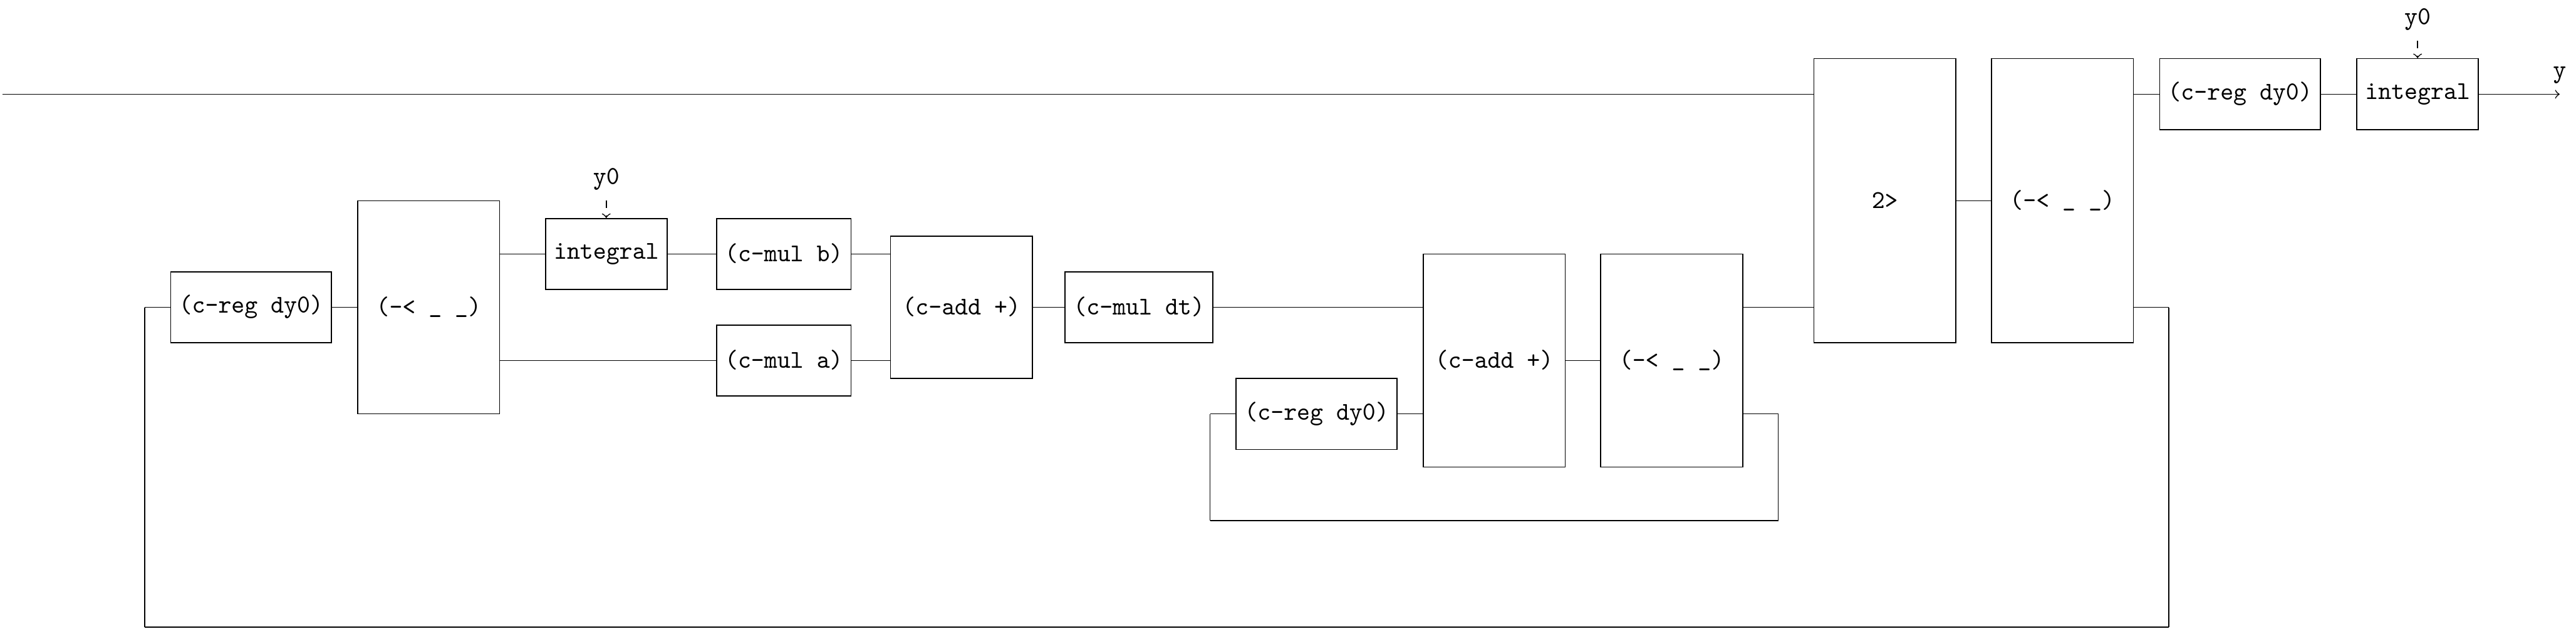 y0
y
(c-reg dy0)
integral
y0
2>
(-< _ _)
integral
(c-mul b)
(c-reg dy0)
(-< _ _)
(c-add +)
(c-mul dt)
(c-mul a)
(c-add +)
(-< _ _)
(c-reg dy0)